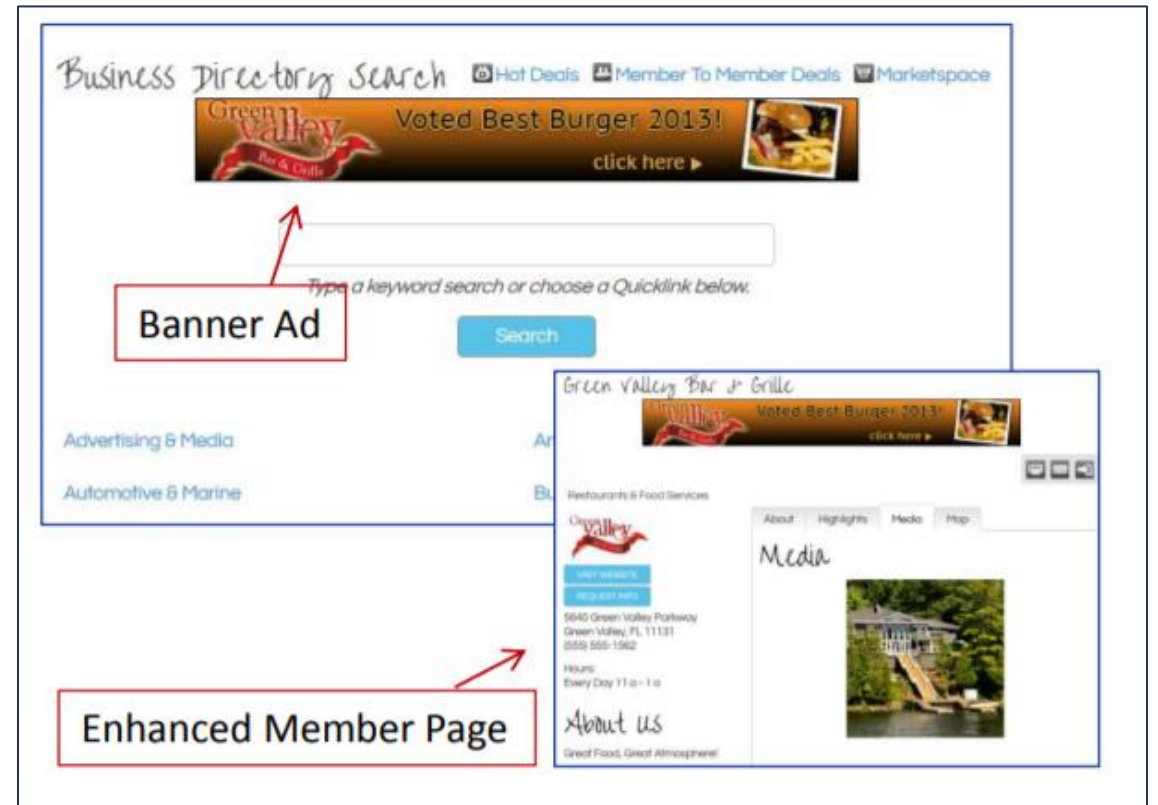 Business Directory Search Hot Deals Member To Member Deals Marketspace
Green Valley Voted Best Burger 2013!
Bar & Grille click here
Type a keyword search or choose a Quicklink below.
Banner Ad
Search
Advertising & Media
Automotive & Marine
Green Valley Bar & Grille
Valley Voted Best Burger 2013!
click here
Restaurants & Food Services
Green Valley
About Highlights Media Map
Media
VISIT WEBSITE
REQUEST INFO
5640 Green Valley Parkway
Green Valley, FL 11131
(555) 555-1562
Hours:
Every Day 11 a - 1 a
Enhanced Member Page
About Us
Great Food, Great Atmosphere!